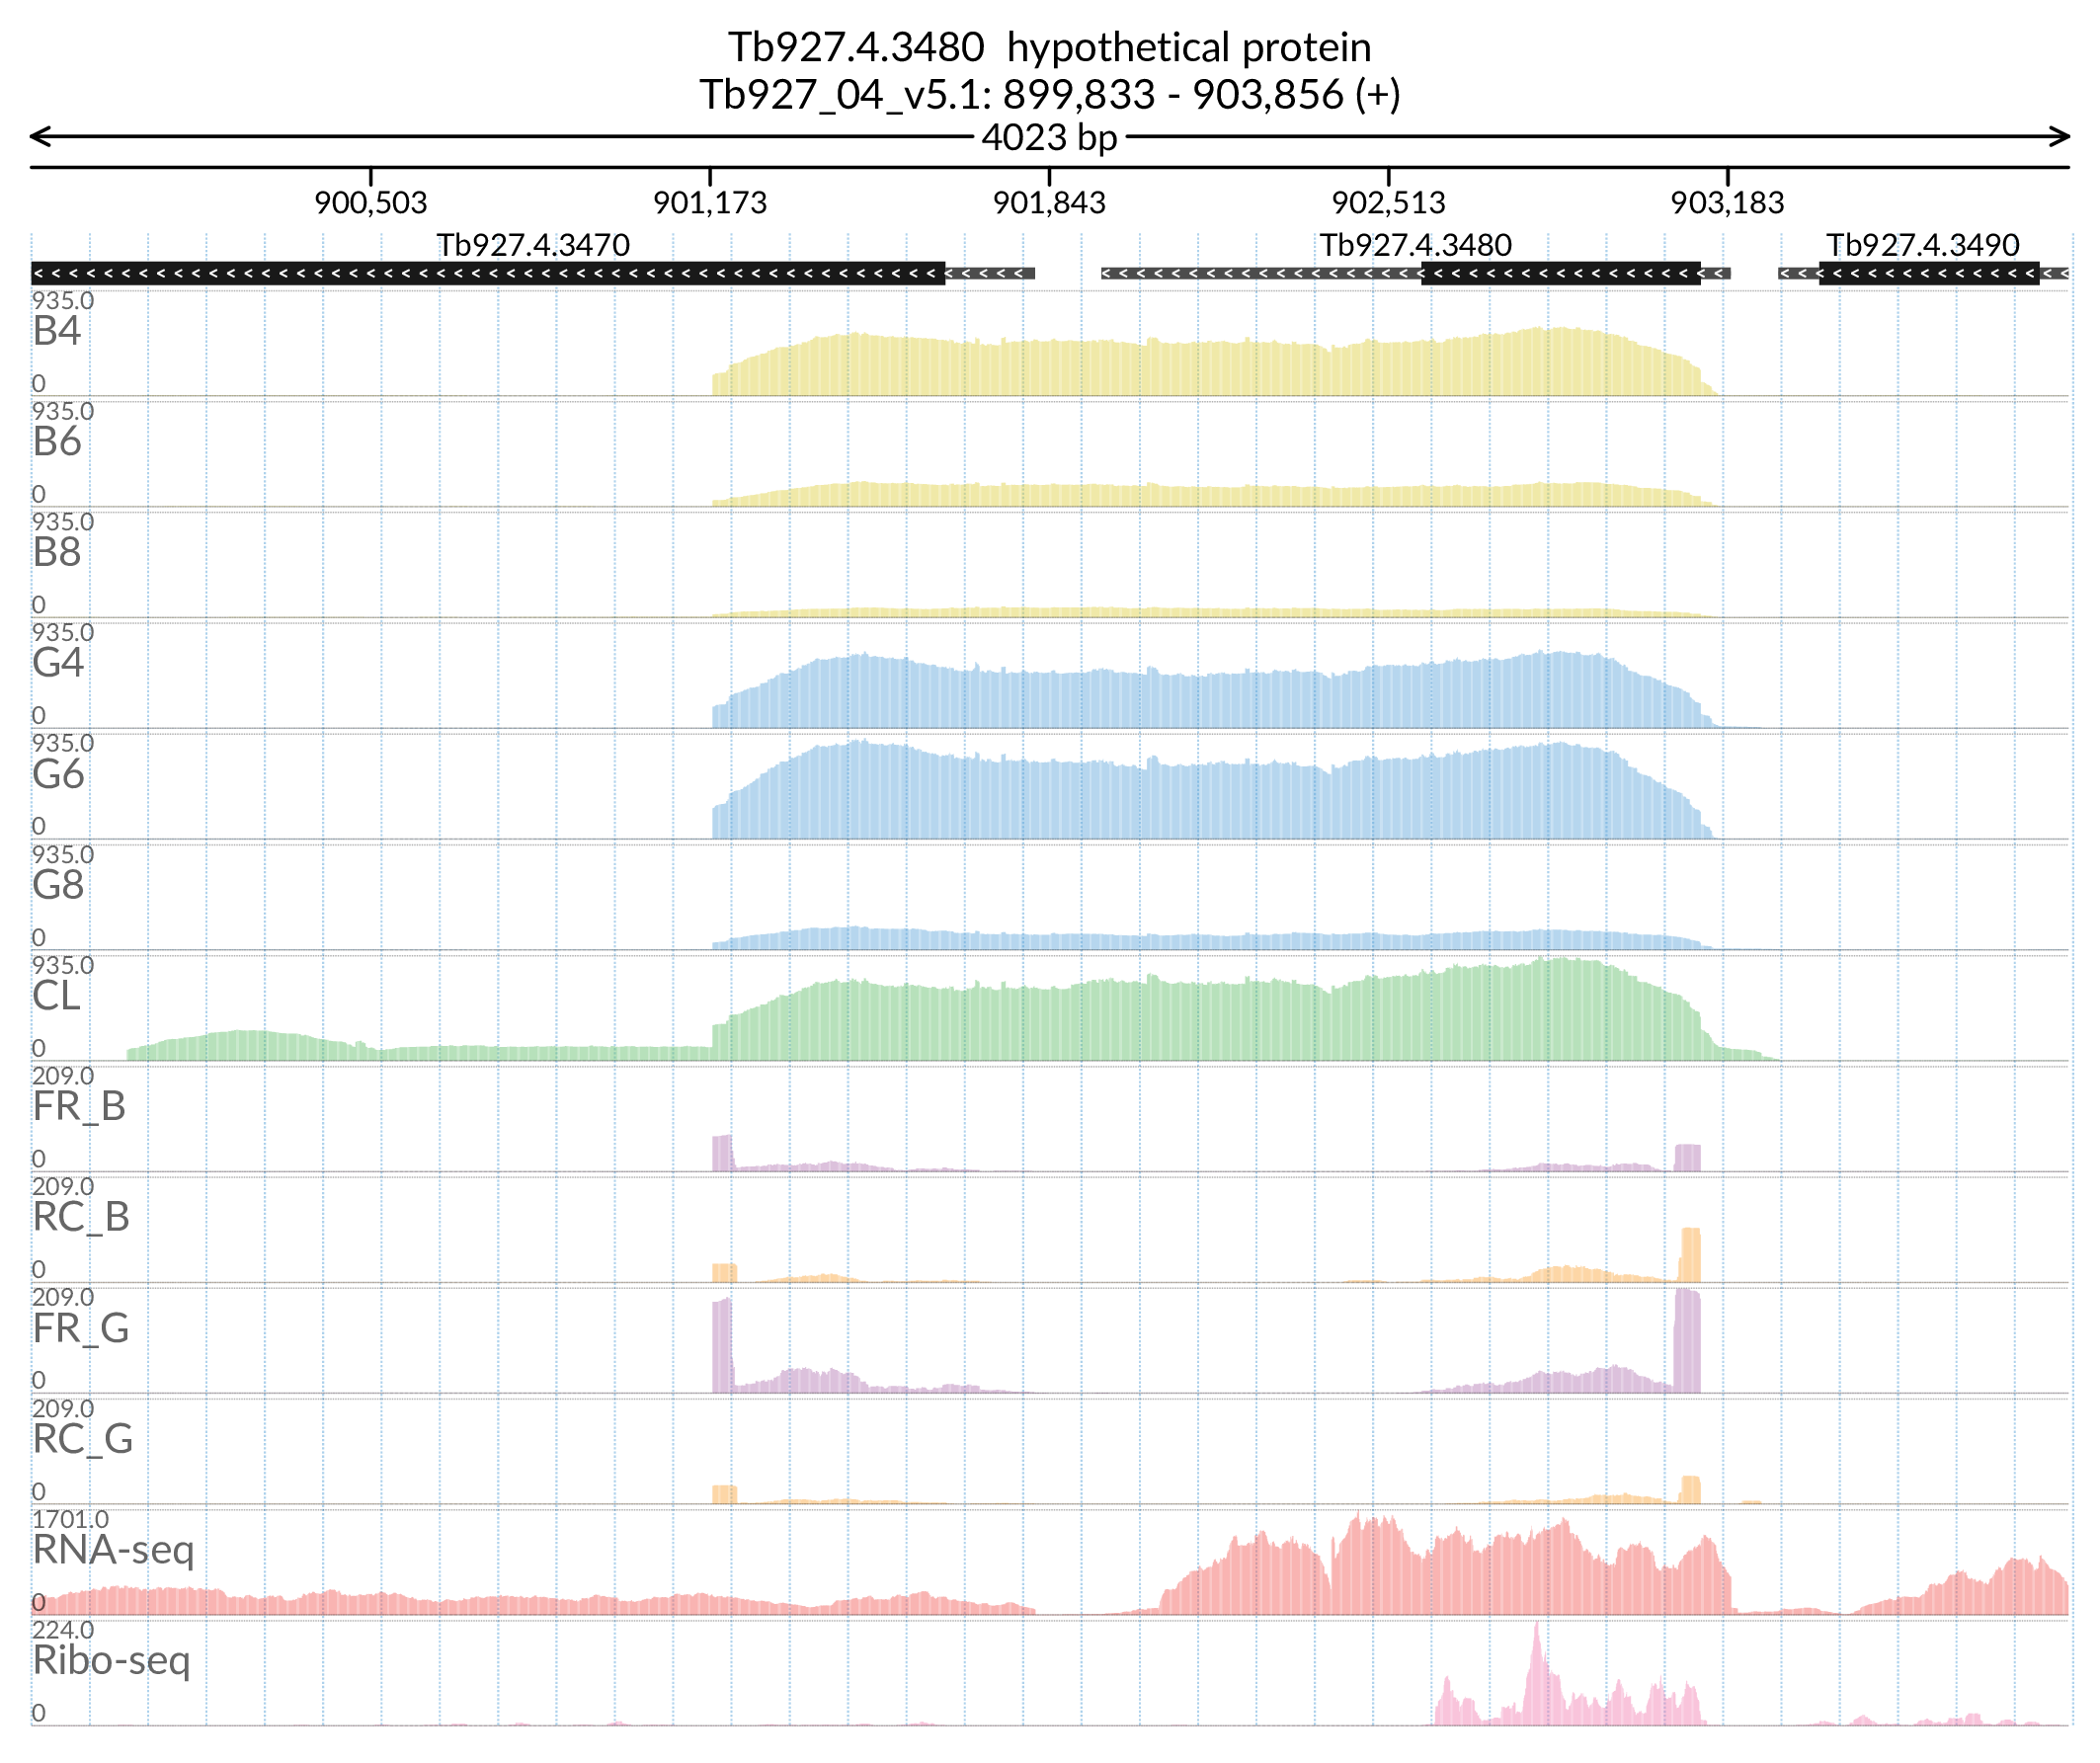 Tb927.4.3480 hypothetical protein
Tb927_04_v5.1: 899,833 - 903,856 (+)
4023 bp
900,503 901,173 901,843 902,513 903,183
Tb927.4.3470 Tb927.4.3480 Tb927.4.3490
935.0
B4
0
935.0
B6
0
935.0
B8
0
935.0
G4
0
935.0
G6
0
935.0
G8
0
935.0
CL
0
209.0
FR_B
0
209.0
RC_B
0
209.0
FR_G
0
209.0
RC_G
0
1701.0
RNA-seq
0
224.0
Ribo-seq
0